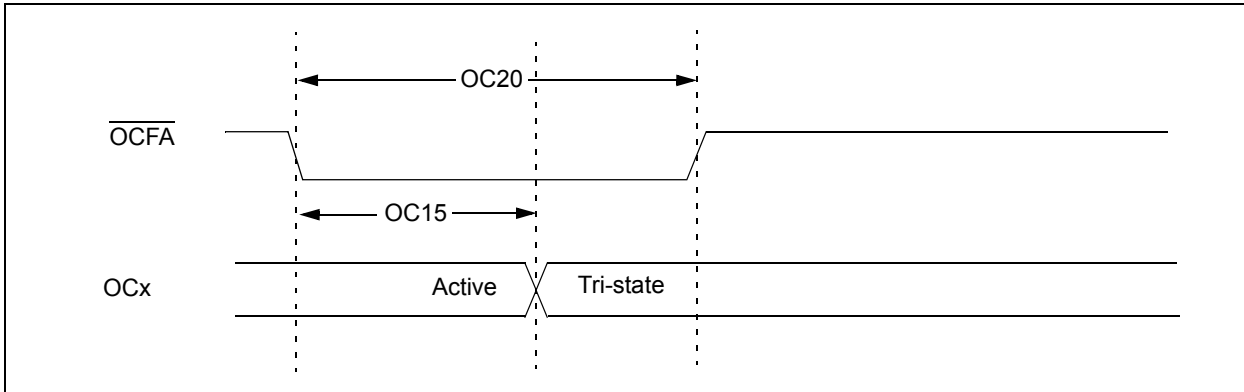 OC20
OCFA
OC15
OCx
Active
Tri-state